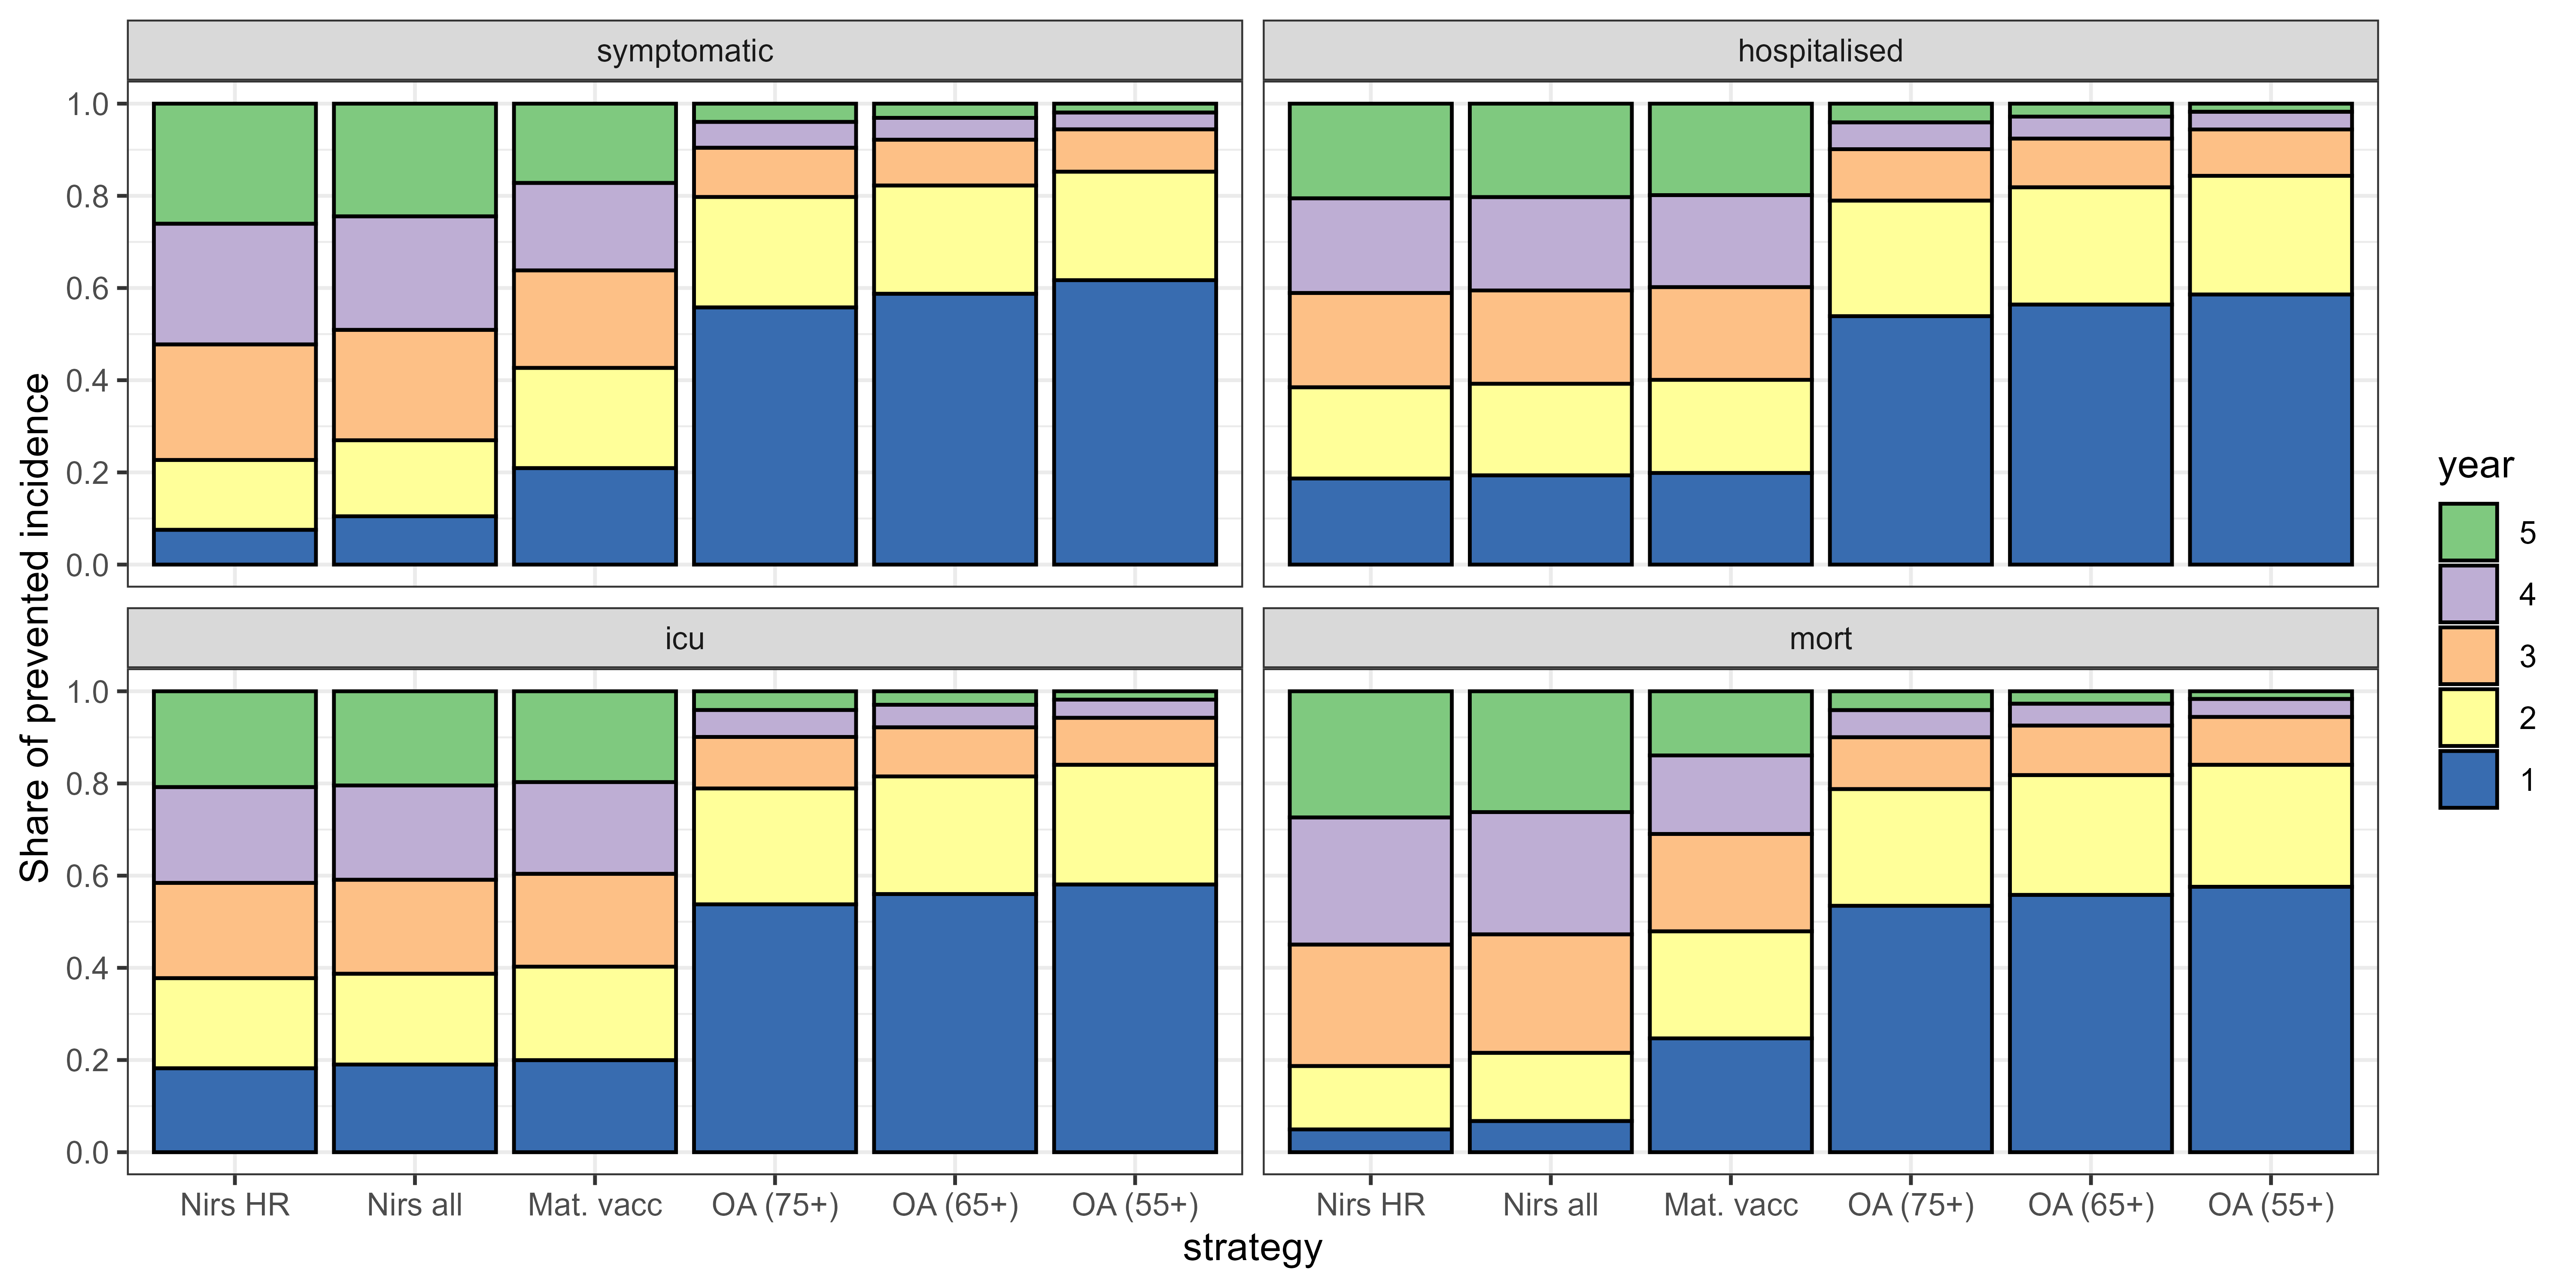 symptomatic
hospitalised
1.0
0.8
0.6
0.4
0.2
0.0
icu
mort
1.0
0.8
0.6
0.4
0.2
0.0
Share of prevented incidence
Nirs HR
Nirs all
Mat. vacc
OA (75+)
OA (65+)
OA (55+)
Nirs HR
Nirs all
Mat. vacc
OA (75+)
OA (65+)
OA (55+)
strategy
year
5
4
3
2
1